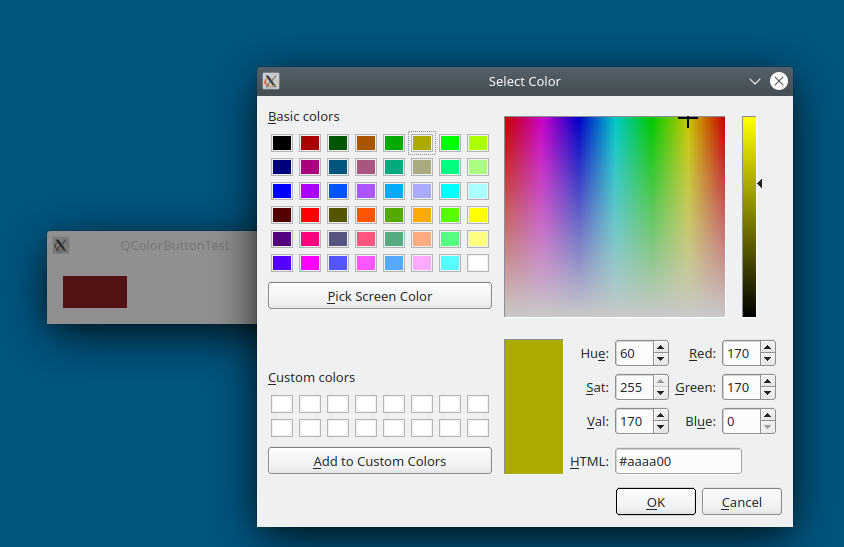 Select Color
Basic colors
QColorButtonTest
Pick Screen Color
Custom colors
Add to Custom Colors
Hue: 60 Red: 170
Sat: 255 Green: 170
Val: 170 Blue: 0
HTML: #aaaa00
OK Cancel